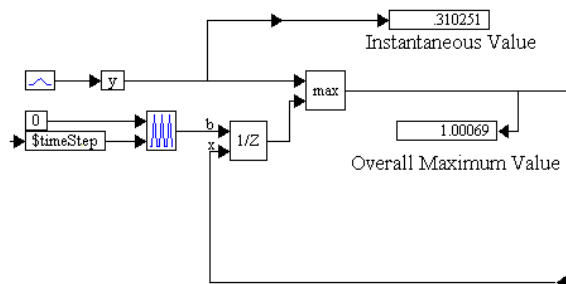 .310251
Instantaneous Value
y
max
0
$timeStep
b
x
1/Z
1.00069
Overall Maximum Value